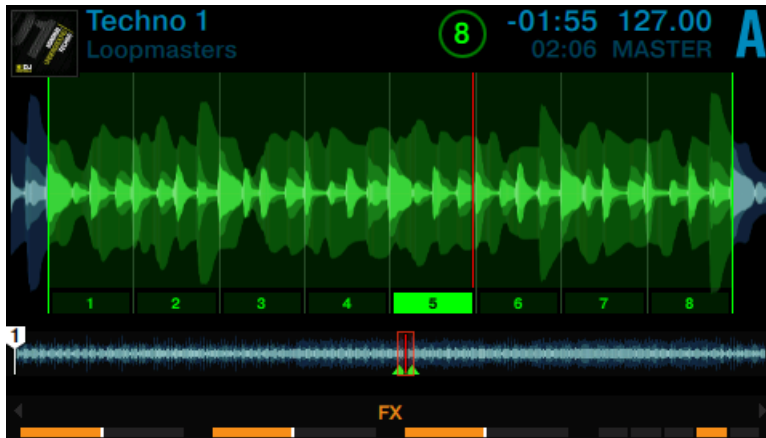 Techno 1
Loopmasters
8
-01:55 127.00
02:06 MASTER
A
1 2 3 4 5 6 7 8
1
FX